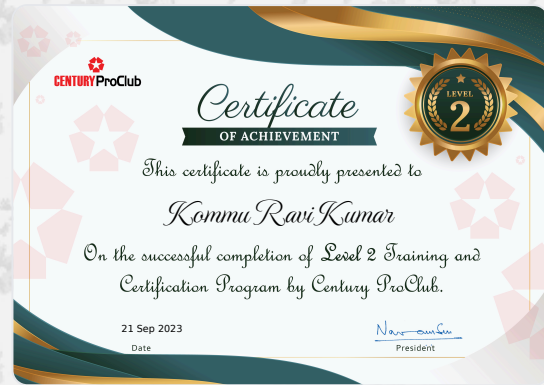 CENTURY ProClub
Certificate
OF ACHIEVEMENT
LEVEL
2
This certificate is proudly presented to
Kommu Ravi Kumar
On the successful completion of Level 2 Training and
Certification Program by Century ProClub.
21 Sep 2023
Date
President